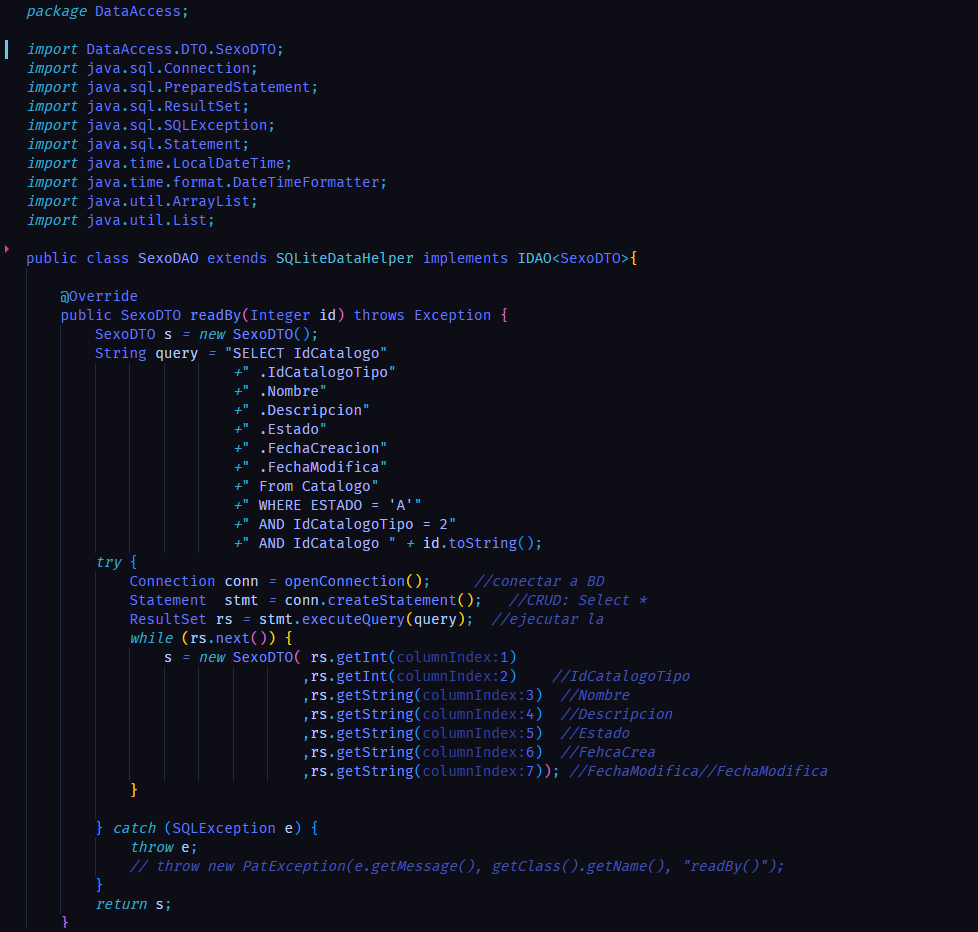 package DataAccess;
import DataAccess.DTO.SexoDTO;
import java.sql.Connection;
import java.sql.PreparedStatement;
import java.sql.ResultSet;
import java.sql.SQLException;
import java.sql.Statement;
import java.time.LocalDateTime;
import java.time.format.DateTimeFormatter;
import java.util.ArrayList;
import java.util.List;
public class SexoDAO extends SQLiteDataHelper implements IDAO<SexoDTO>{
@Override
public SexoDTO readBy(Integer id) throws Exception {
SexoDTO s = new SexoDTO();
String query = "SELECT IdCatalogo"
+" .IdCatalogoTipo"
+" .Nombre"
+" .Descripcion"
+" .Estado"
+" .FechaCreacion"
+" .FechaModifica"
+" From Catalogo"
+" WHERE ESTADO = 'A'"
+" AND IdCatalogoTipo = 2"
+" AND IdCatalogo " + id.toString();
try {
Connection conn = openConnection(); //conectar a BD
Statement stmt = conn.createStatement(); //CRUD: Select *
ResultSet rs = stmt.executeQuery(query); //ejecutar la
while (rs.next()) {
s = new SexoDTO( rs.getInt(columnIndex:1)
,rs.getInt(columnIndex:2) //IdCatalogoTipo
,rs.getString(columnIndex:3) //Nombre
,rs.getString(columnIndex:4) //Descripcion
,rs.getString(columnIndex:5) //Estado
,rs.getString(columnIndex:6) //FehcaCrea
,rs.getString(columnIndex:7)); //FechaModifica//FechaModifica
}
} catch (SQLException e) {
throw e;
// throw new PatException(e.getMessage(), getClass().getName(), "readBy()");
}
return s;
}